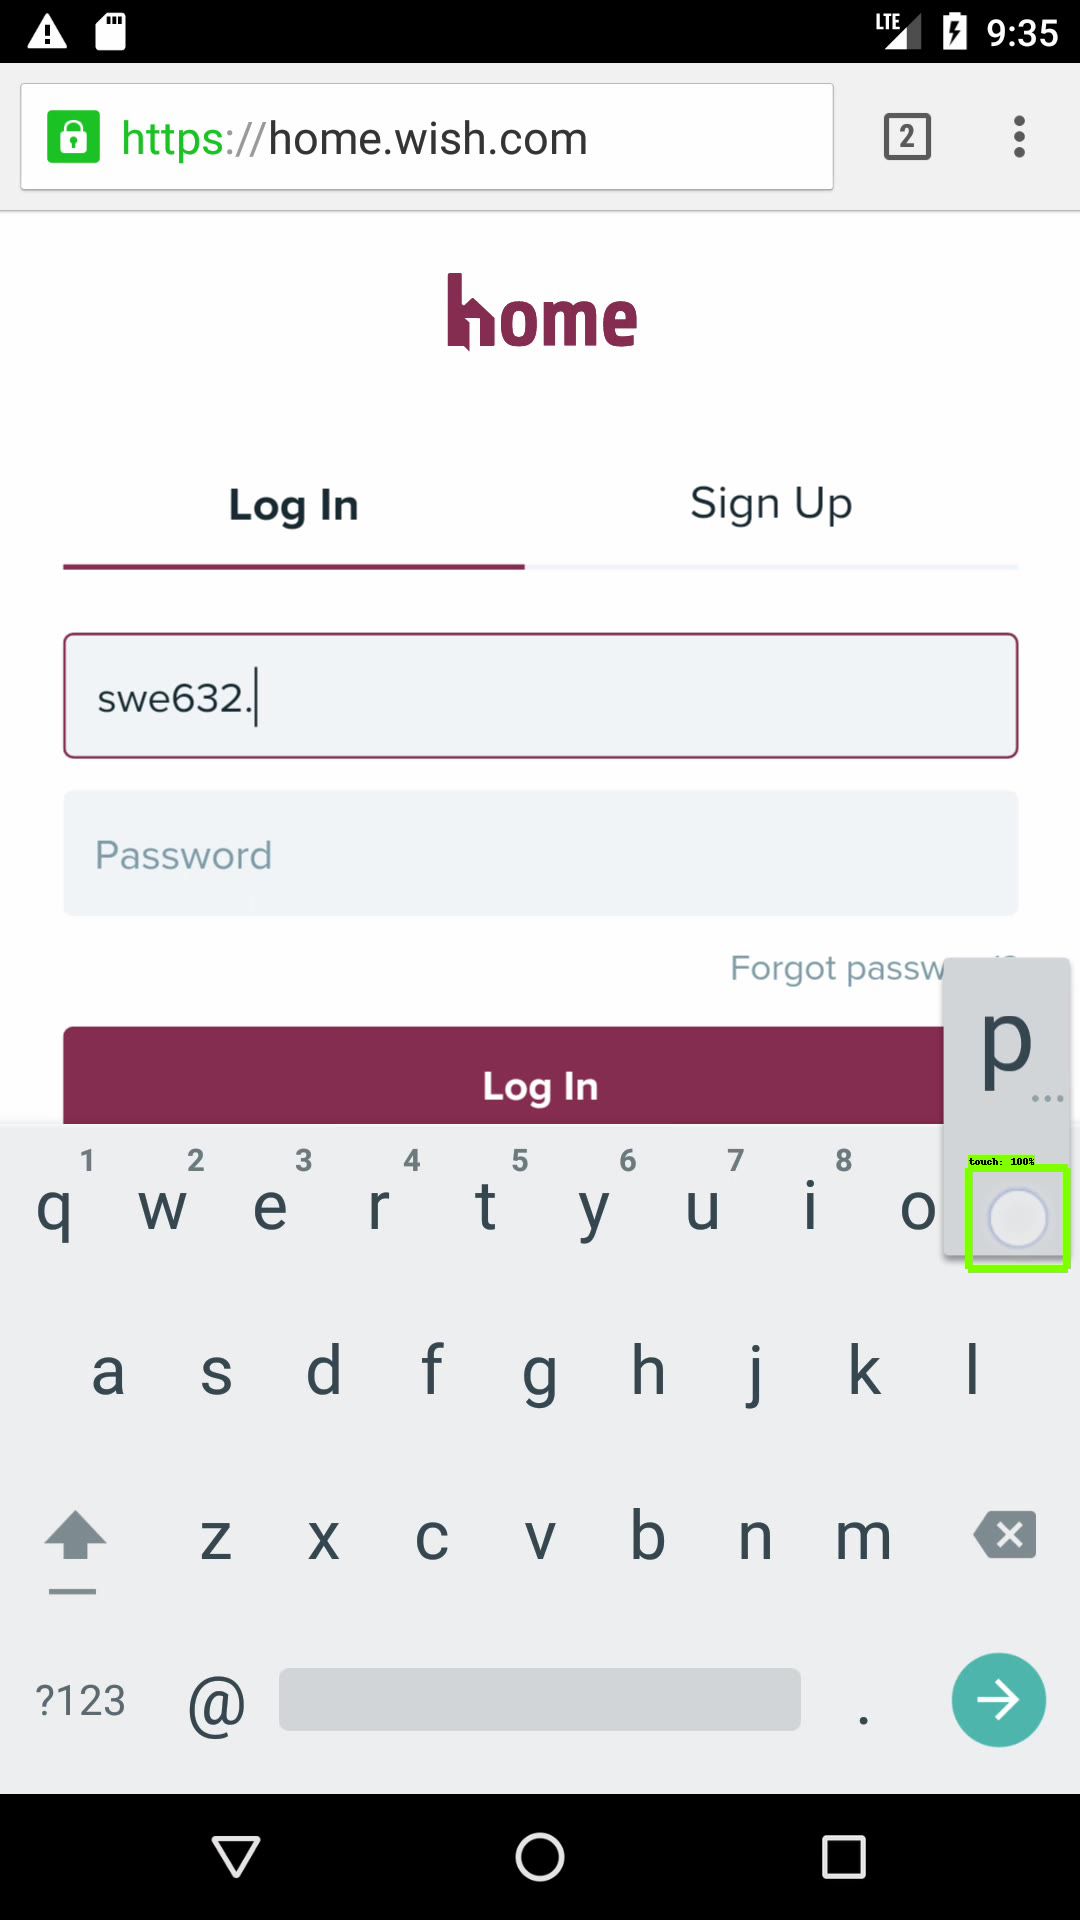 LTE 9:35
https://home.wish.com 2
home
Log In Sign Up
swe632.
Password
Forgot passw
p
...
Log In
touch: 100%
1 2 3 4 5 6 7 8
q w e r t y u i o
a s d f g h j k l
z x c v b n m
?123 @ .